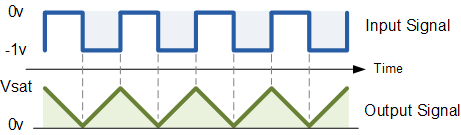 0v
Input Signal
-1v
Time
Vsat
Output Signal
0v